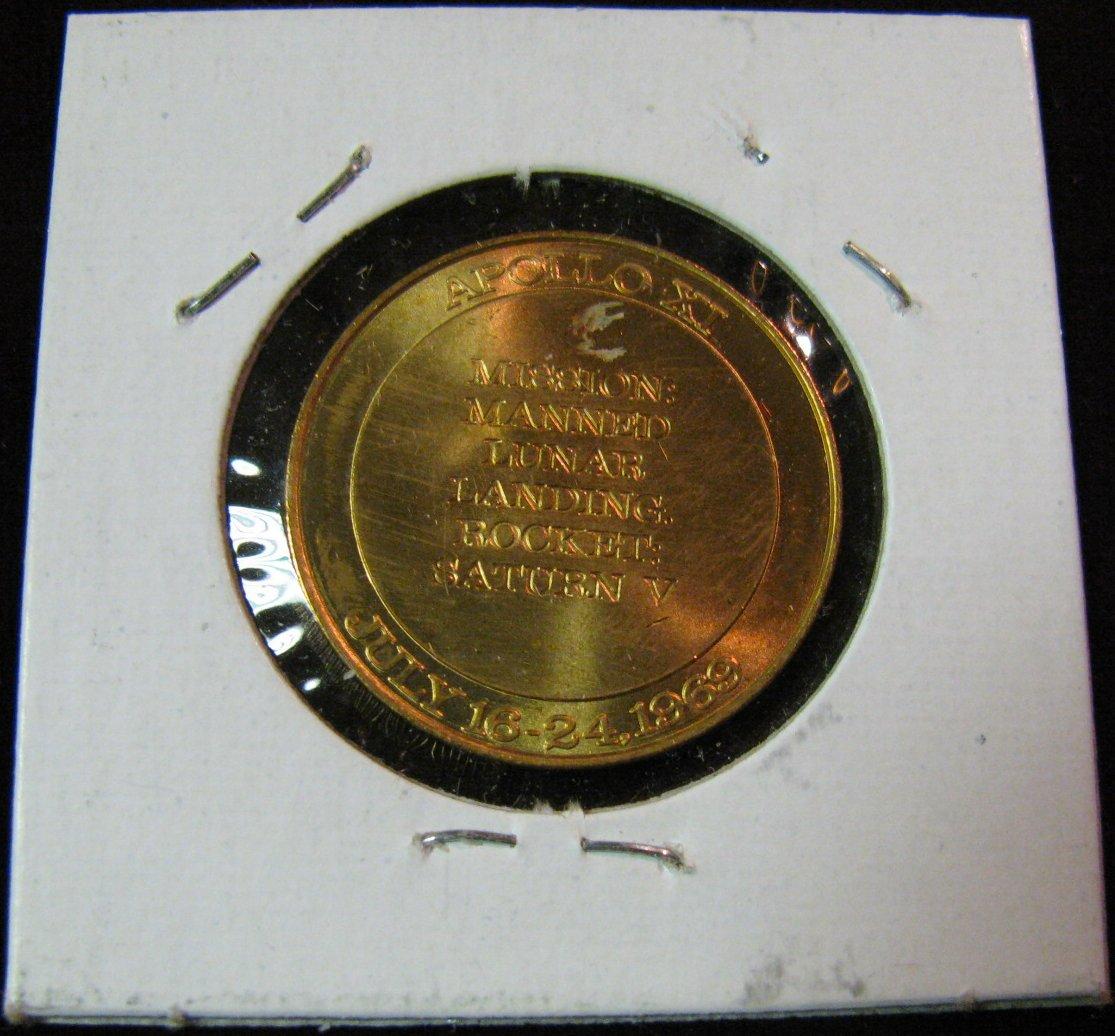 APOLLO XI
MISSION:
MANNED
LUNAR
LANDING.
ROCKET:
SATURN V
JULY 16-24, 1969